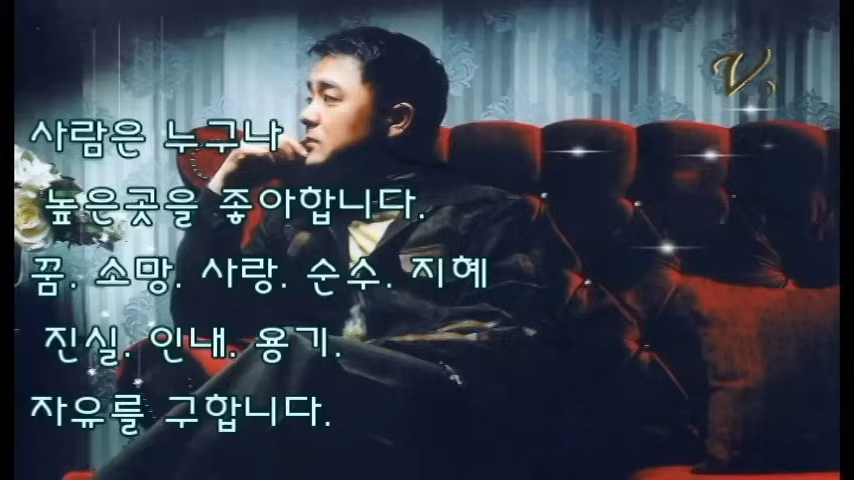 사람은 누구나
높은곳을 좋아합니다.
꿈. 소망. 사랑. 순수. 지혜
진실. 인내. 용기.
자유를 구합니다.
V